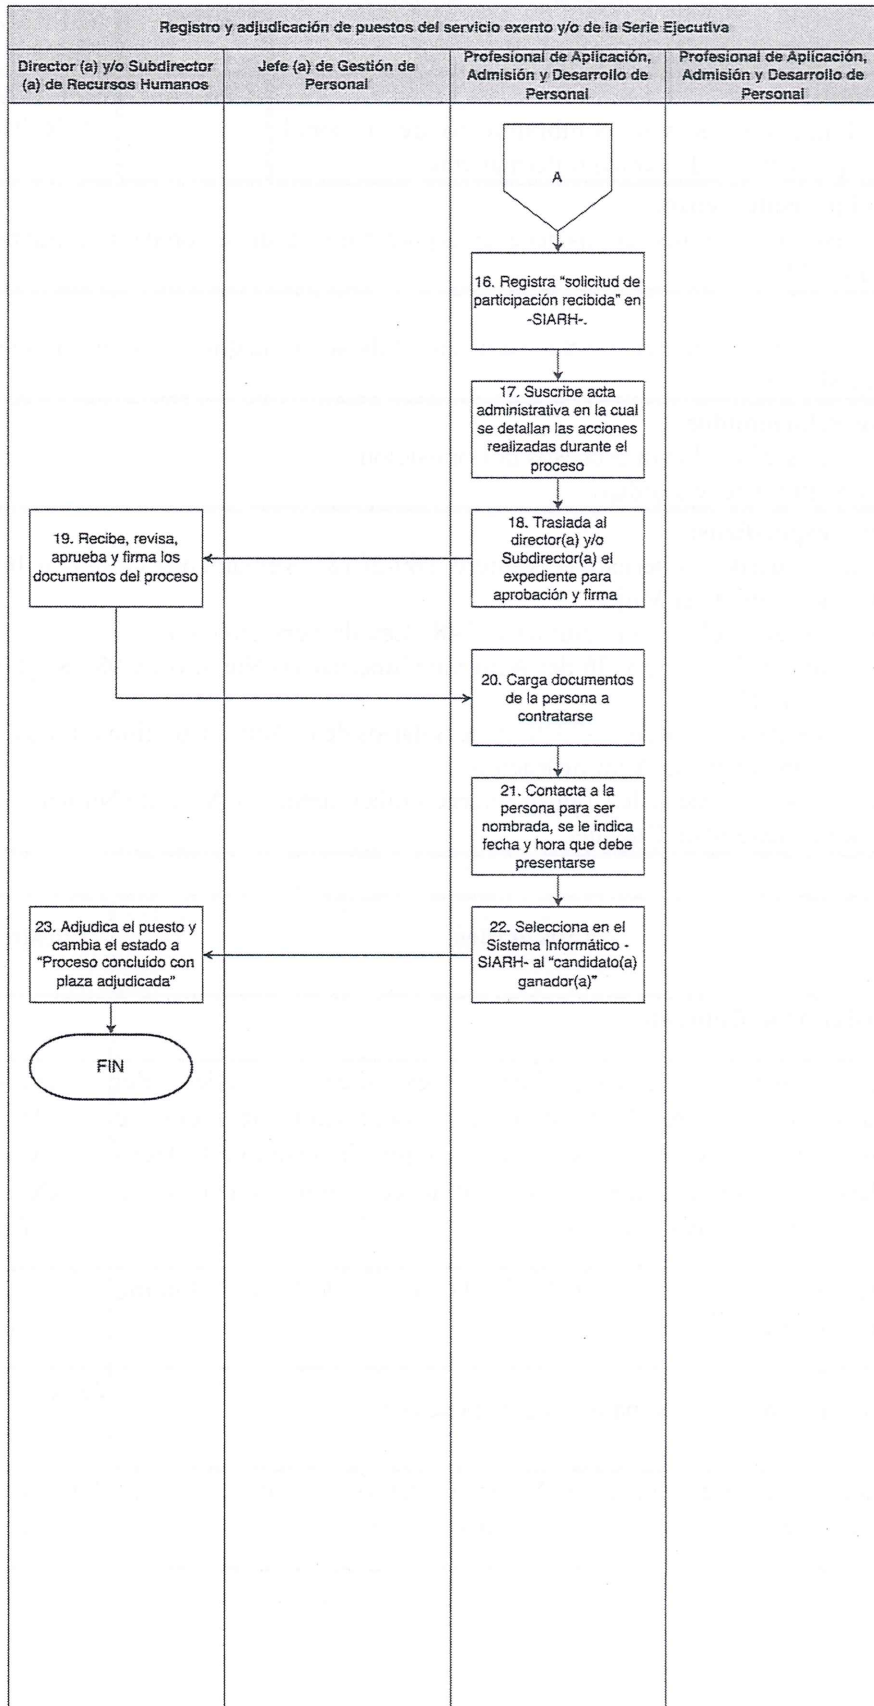 Registro y adjudicación de puestos del servicio exento y/o de la Serie Ejecutiva
Director (a) y/o Subdirector
(a) de Recursos Humanos
Jefe (a) de Gestión de
Personal
Profesional de Aplicación,
Admisión y Desarrollo de
Personal
Profesional de Aplicación,
Admisión y Desarrollo de
Personal
A
16. Registra “solicitud de
participación recibida” en
-SIARH-.
17. Suscribe acta
administrativa en la cual
se detallan las acciones
realizadas durante el
proceso
18. Traslada al
director(a) y/o
Subdirector(a) el
expediente para
aprobación y firma
19. Recibe, revisa,
aprueba y firma los
documentos del proceso
20. Carga documentos
de la persona a
contratarse
21. Contacta a la
persona para ser
nombrada, se le indica
fecha y hora que debe
presentarse
22. Selecciona en el
Sistema Informático -
SIARH- al “candidato(a)
ganador(a)”
23. Adjudica el puesto y
cambia el estado a
“Proceso concluido con
plaza adjudicada”
FIN